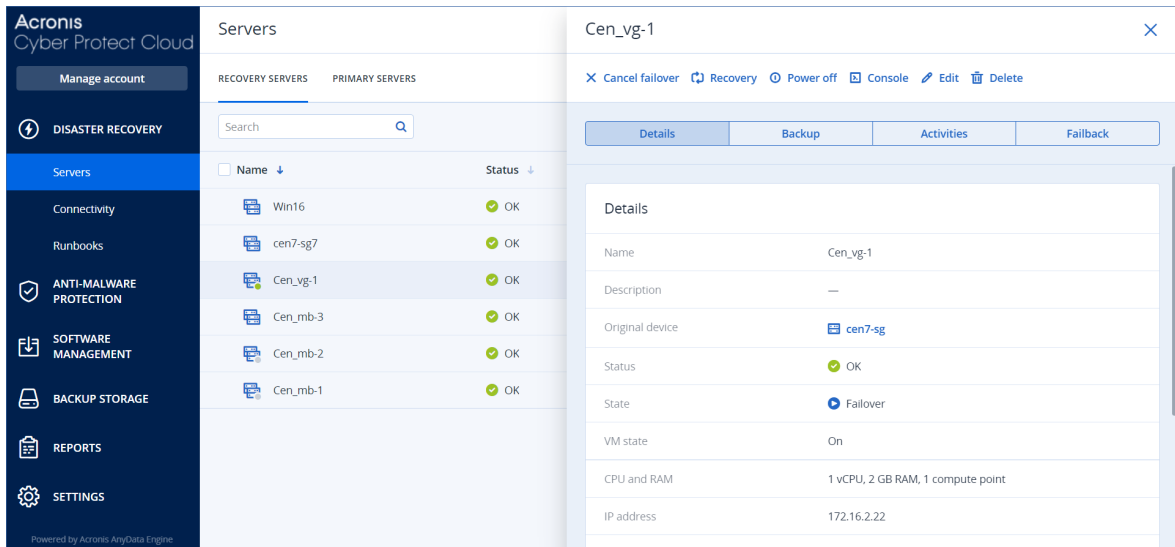 Acronis
Cyber Protect Cloud
Manage account
DISASTER RECOVERY
Servers
Connectivity
Runbooks
ANTI-MALWARE
PROTECTION
SOFTWARE
MANAGEMENT
BACKUP STORAGE
REPORTS
SETTINGS
Powered by Acronis AnyData Engine
Servers
RECOVERY SERVERS PRIMARY SERVERS
Search
Name Status
Win16 OK
cen7-sg7 OK
Cen_vg-1 OK
Cen_mb-3 OK
Cen_mb-2 OK
Cen_mb-1 OK
Cen_vg-1
Cancel failover Recovery Power off Console Edit Delete
Details Backup Activities Failback
Details
Name Cen_vg-1
Description —
Original device cen7-sg
Status OK
State Failover
VM state On
CPU and RAM 1 vCPU, 2 GB RAM, 1 compute point
IP address 172.16.2.22